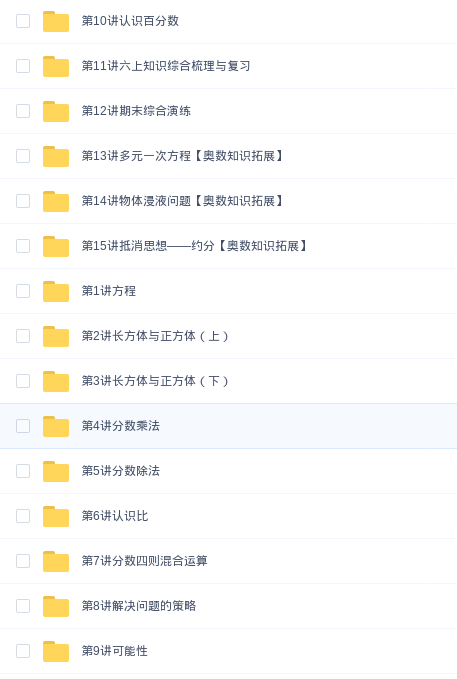 第10讲认识百分数
第11讲六上知识综合梳理与复习
第12讲期末综合演练
第13讲多元一次方程【奥数知识拓展】
第14讲物体浸液问题【奥数知识拓展】
第15讲抵消思想——约分【奥数知识拓展】
第1讲方程
第2讲长方体与正方体（上）
第3讲长方体与正方体（下）
第4讲分数乘法
第5讲分数除法
第6讲认识比
第7讲分数四则混合运算
第8讲解决问题的策略
第9讲可能性